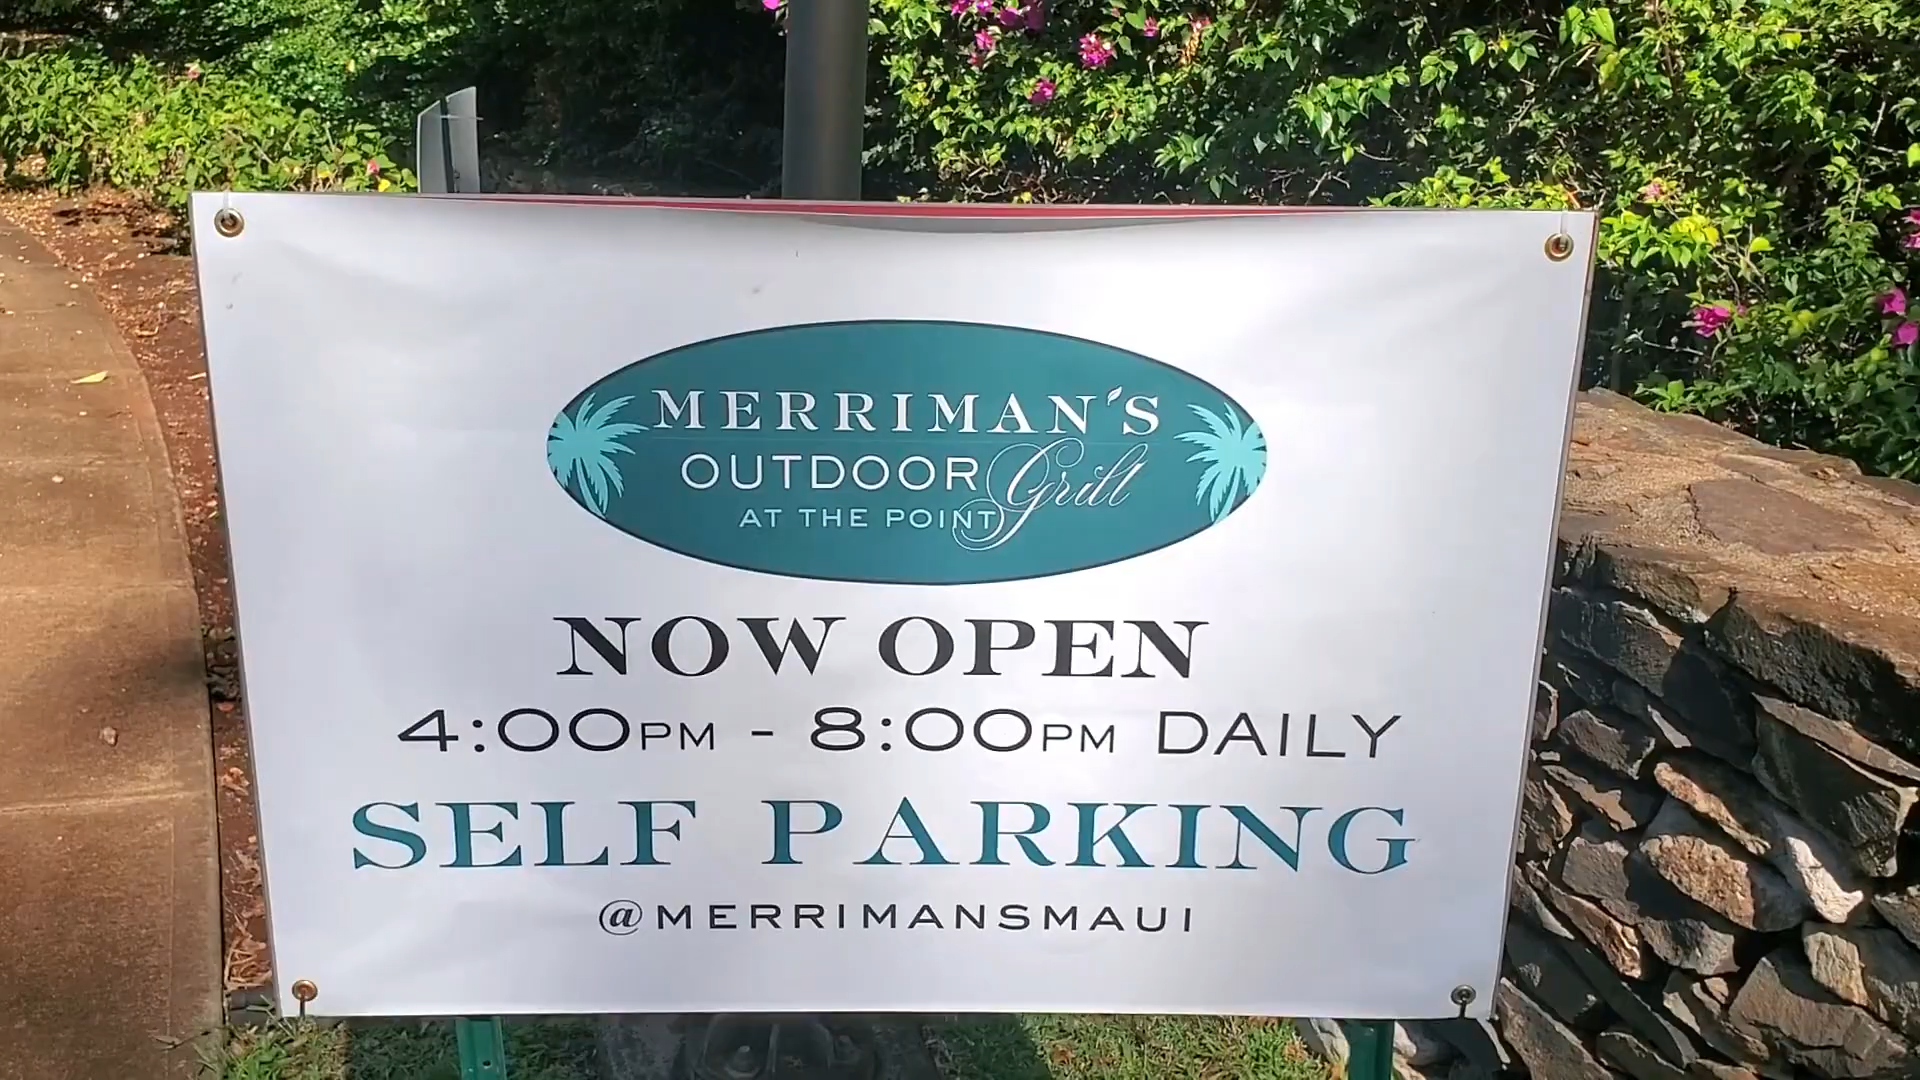 MERRIMAN'S
OUTDOOR Grill
AT THE POINT
NOW OPEN
4:00PM - 8:00PM DAILY
SELF PARKING
@MERRIMANSMAUI